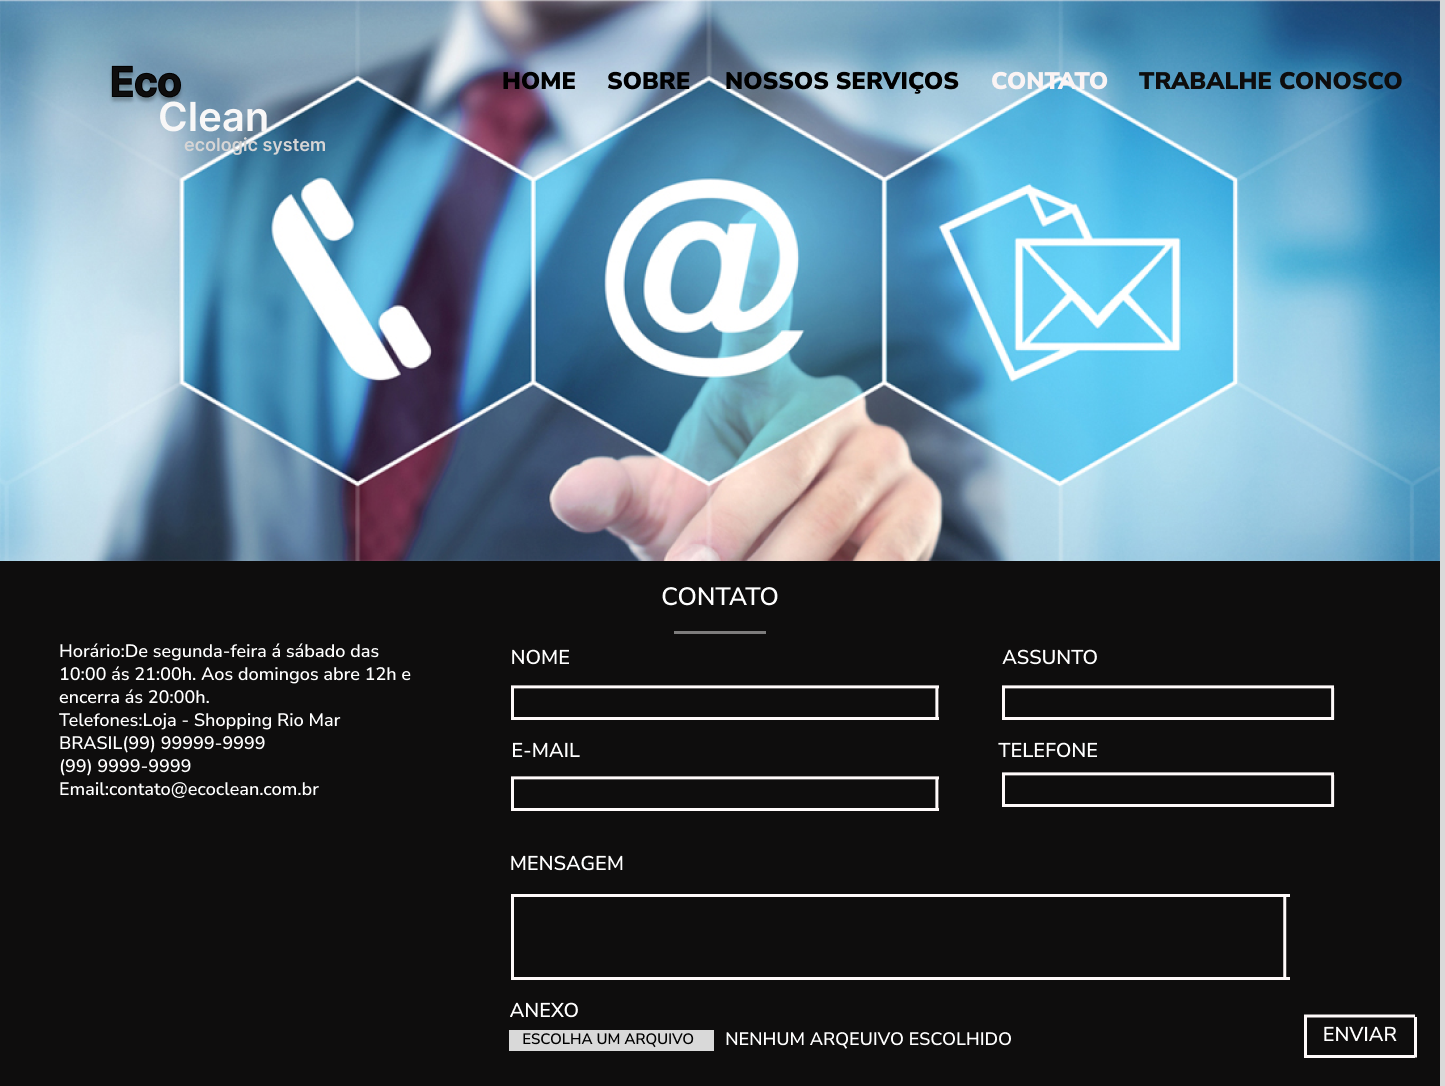 Eco
Clean
ecologic system
HOME SOBRE NOSSOS SERVIÇOS CONTATO TRABALHE CONOSCO
@
CONTATO
Horário:De segunda-feira á sábado das
10:00 ás 21:00h. Aos domingos abre 12h e
encerra ás 20:00h.
Telefones:Loja - Shopping Rio Mar
BRASIL(99) 99999-9999
(99) 9999-9999
Email:contato@ecoclean.com.br
NOME
ASSUNTO
E-MAIL
TELEFONE
MENSAGEM
ANEXO
ESCOLHA UM ARQUIVO NENHUM ARQEUIVO ESCOLHIDO
ENVIAR